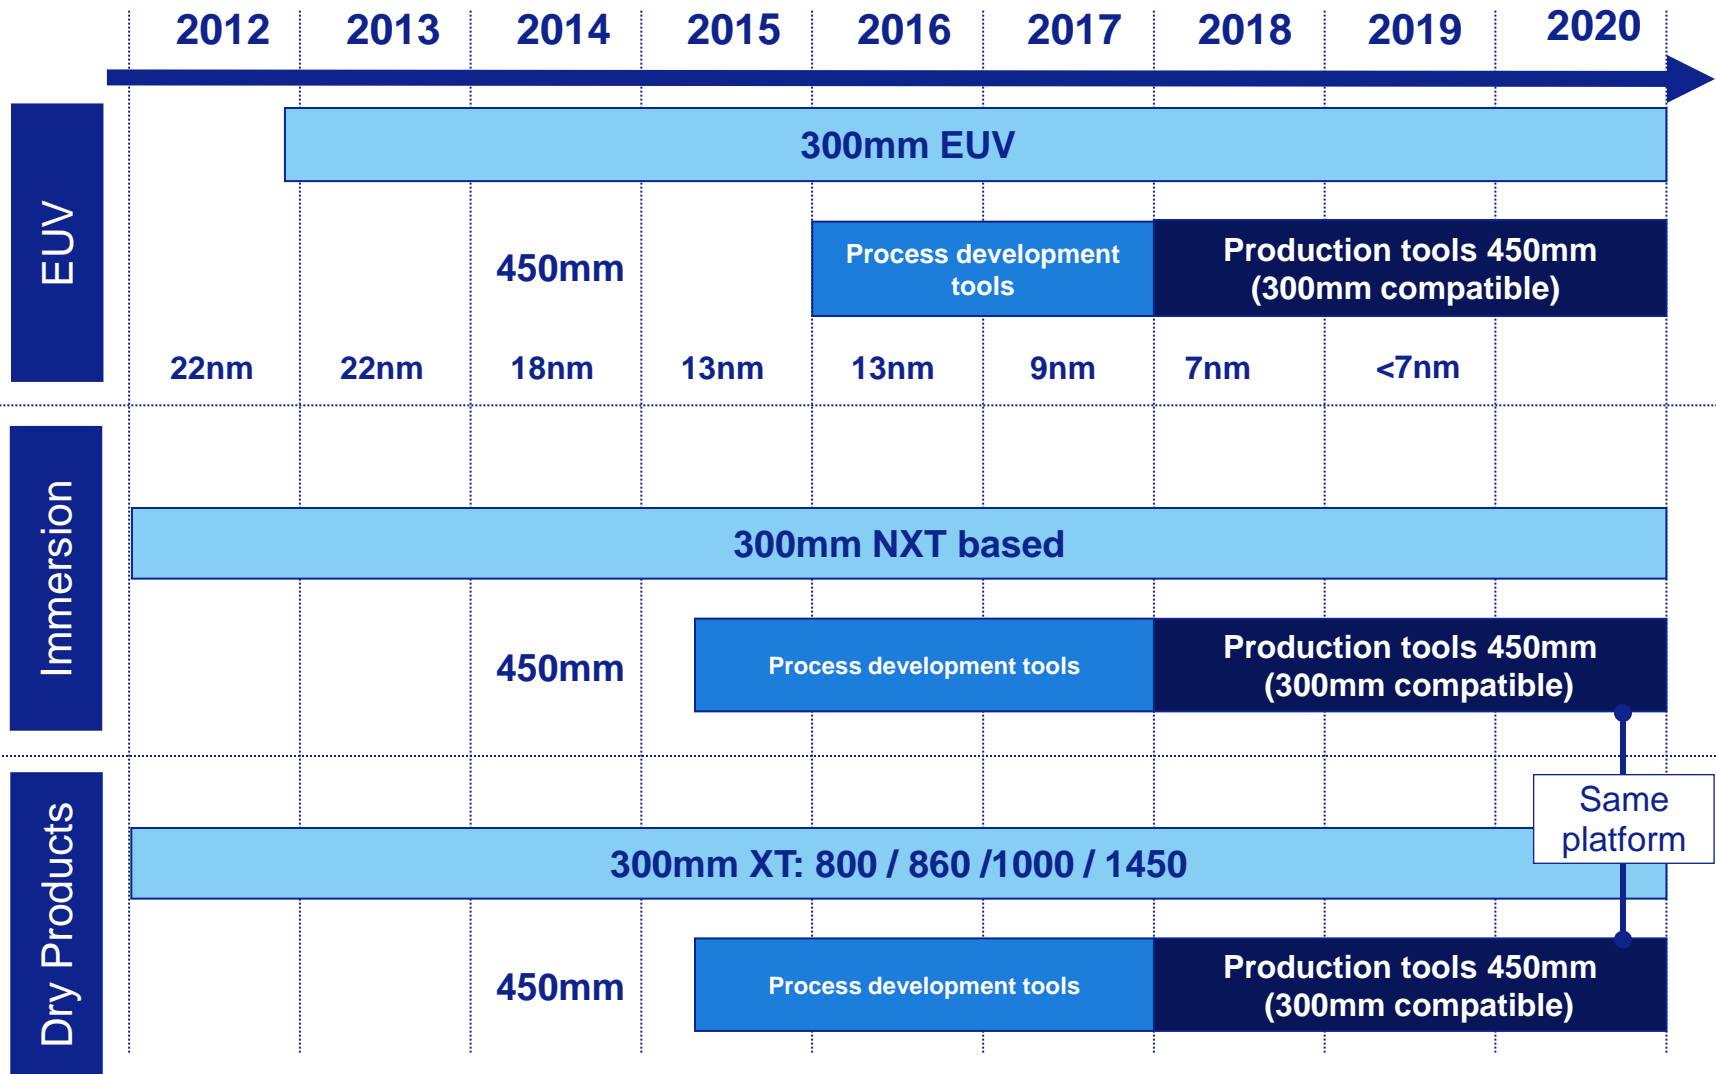 2012 2013 2014 2015 2016 2017 2018 2019 2020
EUV
300mm EUV
450mm
Process development
tools
Production tools 450mm
(300mm compatible)
22nm 22nm 18nm 13nm 13nm 9nm 7nm <7nm
Immersion
300mm NXT based
450mm
Process development tools
Production tools 450mm
(300mm compatible)
Same
platform
Dry Products
300mm XT: 800 / 860 /1000 / 1450
450mm
Process development tools
Production tools 450mm
(300mm compatible)